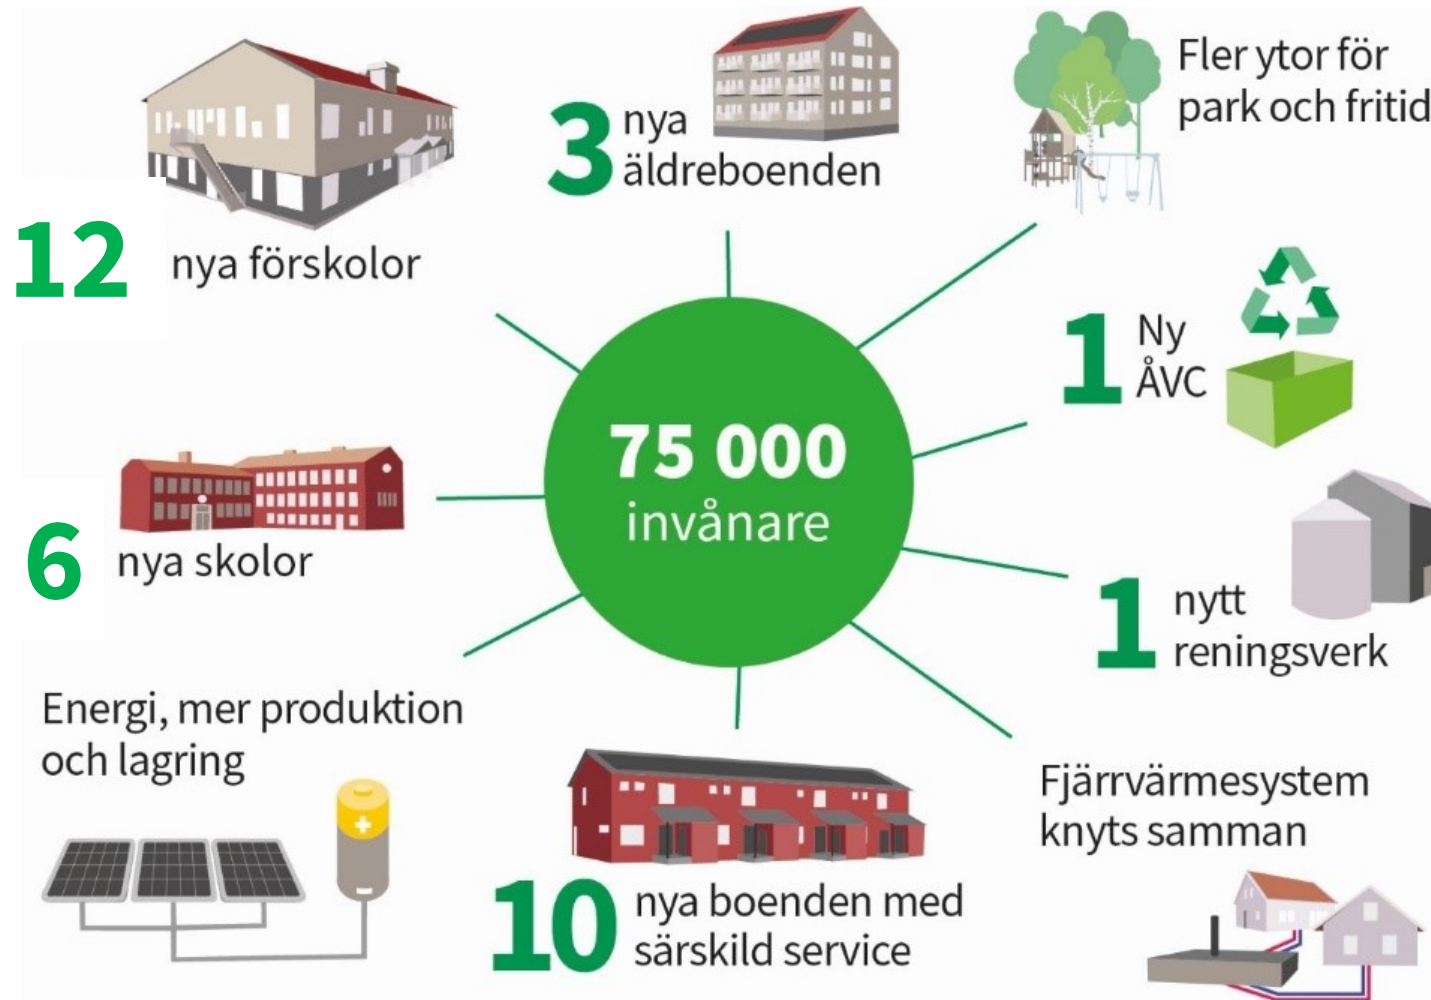 3 nya
äldreboenden
Fler ytor för
park och fritid
12 nya förskolor
1 Ny
ÅVC
75 000
invånare
6 nya skolor
1 nytt
reningsverk
Energi, mer produktion
och lagring
Fjärrvärmesystem
knyts samman
10 nya boenden med
särskild service